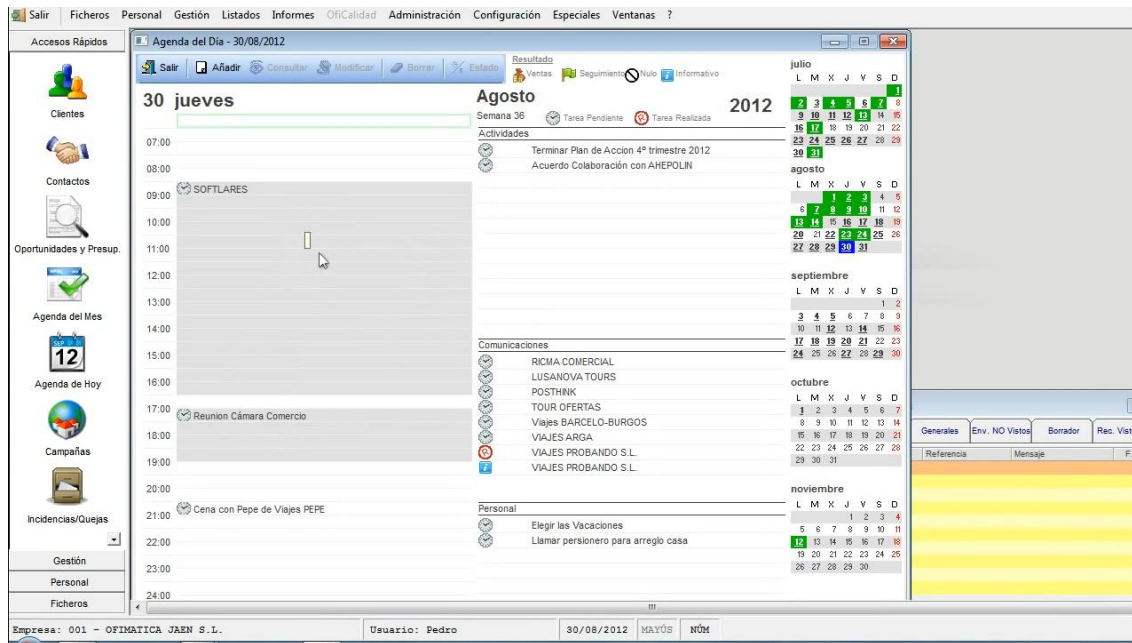 Salir Ficheros Personal Gestión Listados Informes OfiCalidad Administración Configuración Especiales Ventanas ?
Accesos Rápidos
Clientes
Contactos
Oportunidades y Presup.
Agenda del Mes
SEP
12
Agenda de Hoy
Campañas
Incidencias/Quejas
Gestión
Personal
Ficheros
Agenda del Día - 30/08/2012
Salir Añadir Consultar Modificar Borrar Estado
Resultado
Ventas Seguimiento Nulo Informativo
30 jueves
Agosto 2012
Semana 36 Tarea Pendiente Tarea Realizada
07:00
08:00
09:00 SOFTLARES
10:00
11:00
12:00
13:00
14:00
15:00
16:00
17:00 Reunion Cámara Comercio
18:00
19:00
20:00
21:00 Cena con Pepe de Viajes PEPE
22:00
23:00
24:00
Actividades
Terminar Plan de Accion 4º trimestre 2012
Acuerdo Colaboración con AHEPOLIN
Comunicaciones
RICMA COMERCIAL
LUSANOVA TOURS
POSTHINK
TOUR OFERTAS
Viajes BARCELO-BURGOS
VIAJES ARGA
VIAJES PROBANDO S.L.
VIAJES PROBANDO S.L.
Personal
Elegir las Vacaciones
Llamar persionero para arreglo casa
julio
L M X J V S D
1
2 3 4 5 6 7 8
9 10 11 12 13 14 15
16 17 18 19 20 21 22
23 24 25 26 27 28 29
30 31
agosto
L M X J V S D
1 2 3 4 5
6 7 8 9 10 11 12
13 14 15 16 17 18 19
20 21 22 23 24 25 26
27 28 29 30 31
septiembre
L M X J V S D
1 2
3 4 5 6 7 8 9
10 11 12 13 14 15 16
17 18 19 20 21 22 23
24 25 26 27 28 29 30
octubre
L M X J V S D
1 2 3 4 5 6 7
8 9 10 11 12 13 14
15 16 17 18 19 20 21
22 23 24 25 26 27 28
29 30 31
noviembre
L M X J V S D
1 2 3 4
5 6 7 8 9 10 11
12 13 14 15 16 17 18
19 20 21 22 23 24 25
26 27 28 29 30
Generales Env. NO Vistos Borrador Rec. Vist
Referencia Mensaje F.
Empresa: 001 - OFIMATICA JAEN S.L. Usuario: Pedro 30/08/2012 MAYÚS NÚM